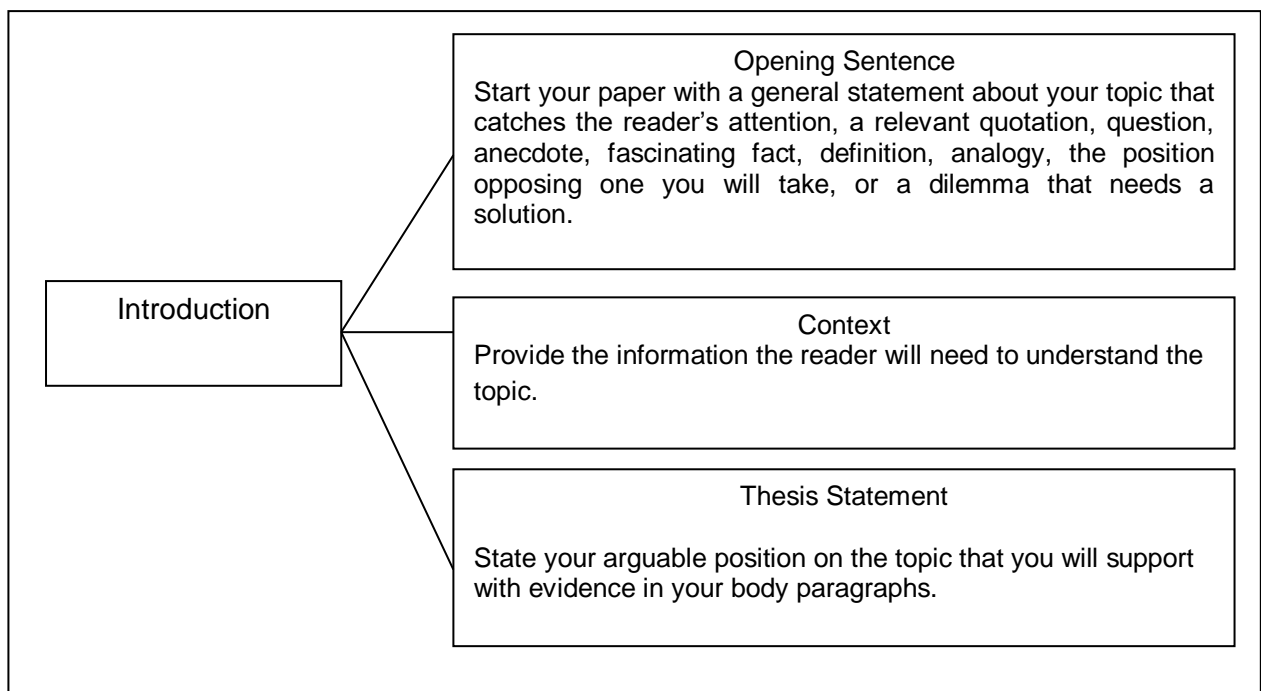 Opening Sentence
Start your paper with a general statement about your topic that
catches the reader’s attention, a relevant quotation, question,
anecdote, fascinating fact, definition, analogy, the position
opposing one you will take, or a dilemma that needs a
solution.
Introduction
Context
Provide the information the reader will need to understand the
topic.
Thesis Statement
State your arguable position on the topic that you will support
with evidence in your body paragraphs.